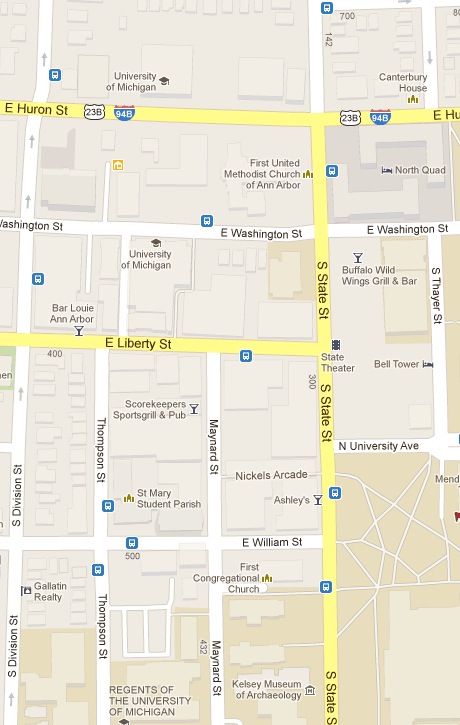 700
80
142
University
of Michigan
Canterbury
House
E Huron St
23B
94B
23B
94B
E Hu
First United
Methodist Church
of Ann Arbor
North Quad
Washington St
E Washington St
E Washington St
University
of Michigan
Buffalo Wild
Wings Grill & Bar
S State St
S Thayer St
Bar Louie
Ann Arbor
E Liberty St
400
State
Theater
Bell Tower
300
S State St
nen
Scorekeepers
Sportsgrill & Pub
Thompson St
Maynard St
N University Ave
Nickels Arcade
Mend
S Division St
St Mary
Student Parish
Ashley's
E William St
500
First
Congregational
Church
Gallatin
Realty
Thompson St
S Division St
432
Maynard St
S State S
REGENTS OF
THE UNIVERSITY
OF MICHIGAN
Kelsey Museum
of Archaeology